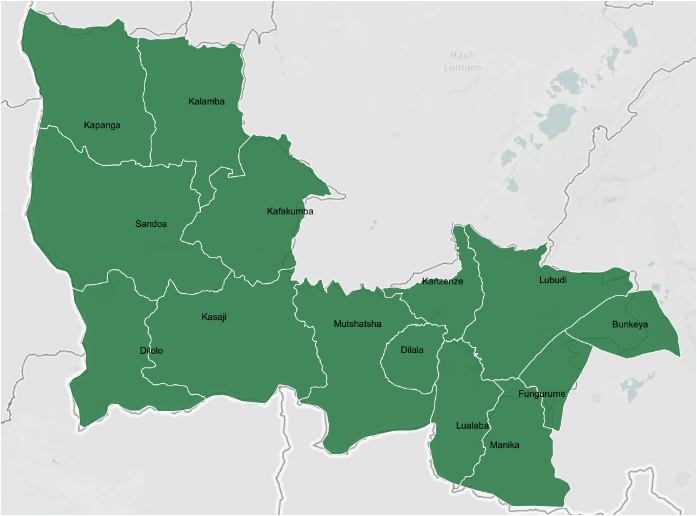 Haut-
Lomami
Kalamba
Kapanga
Kafakumba
Sandoa
Kanzenze
Lubudi
Kasaji
Mutshatsha
Bunkeya
Dilolo
Dilala
Fungurume
Lualaba
Manika